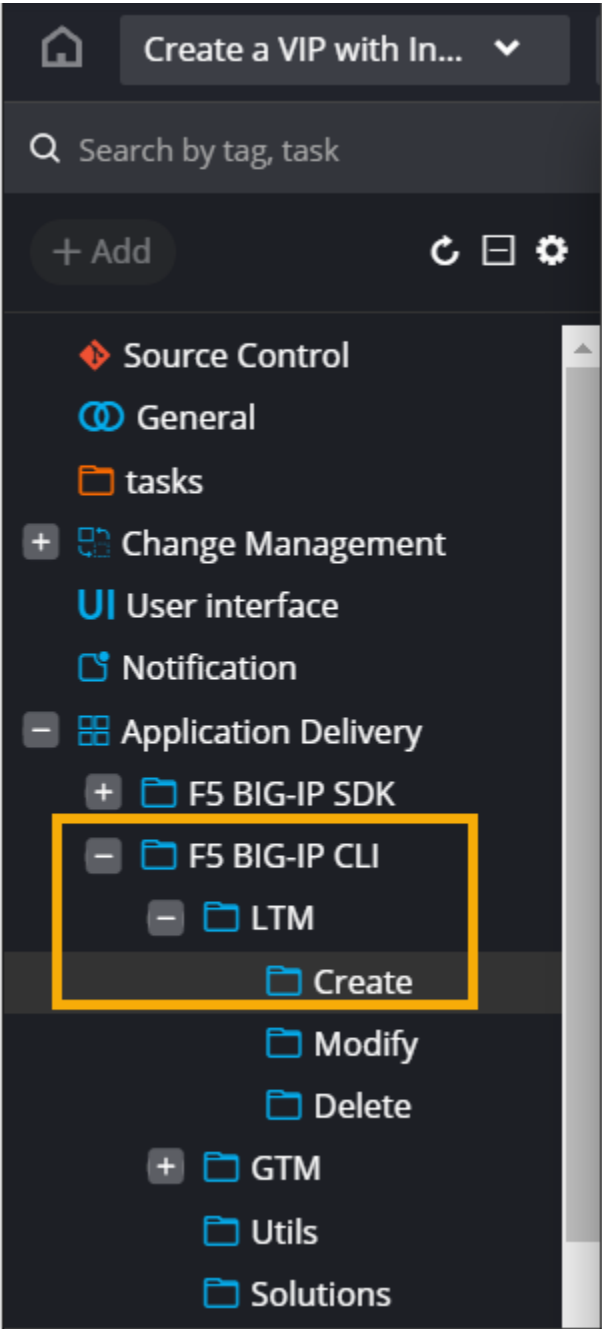 Create a VIP with In...
Search by tag, task
+ Add
Source Control
General
tasks
Change Management
UI User interface
Notification
Application Delivery
F5 BIG-IP SDK
F5 BIG-IP CLI
LTM
Create
Modify
Delete
GTM
Utils
Solutions